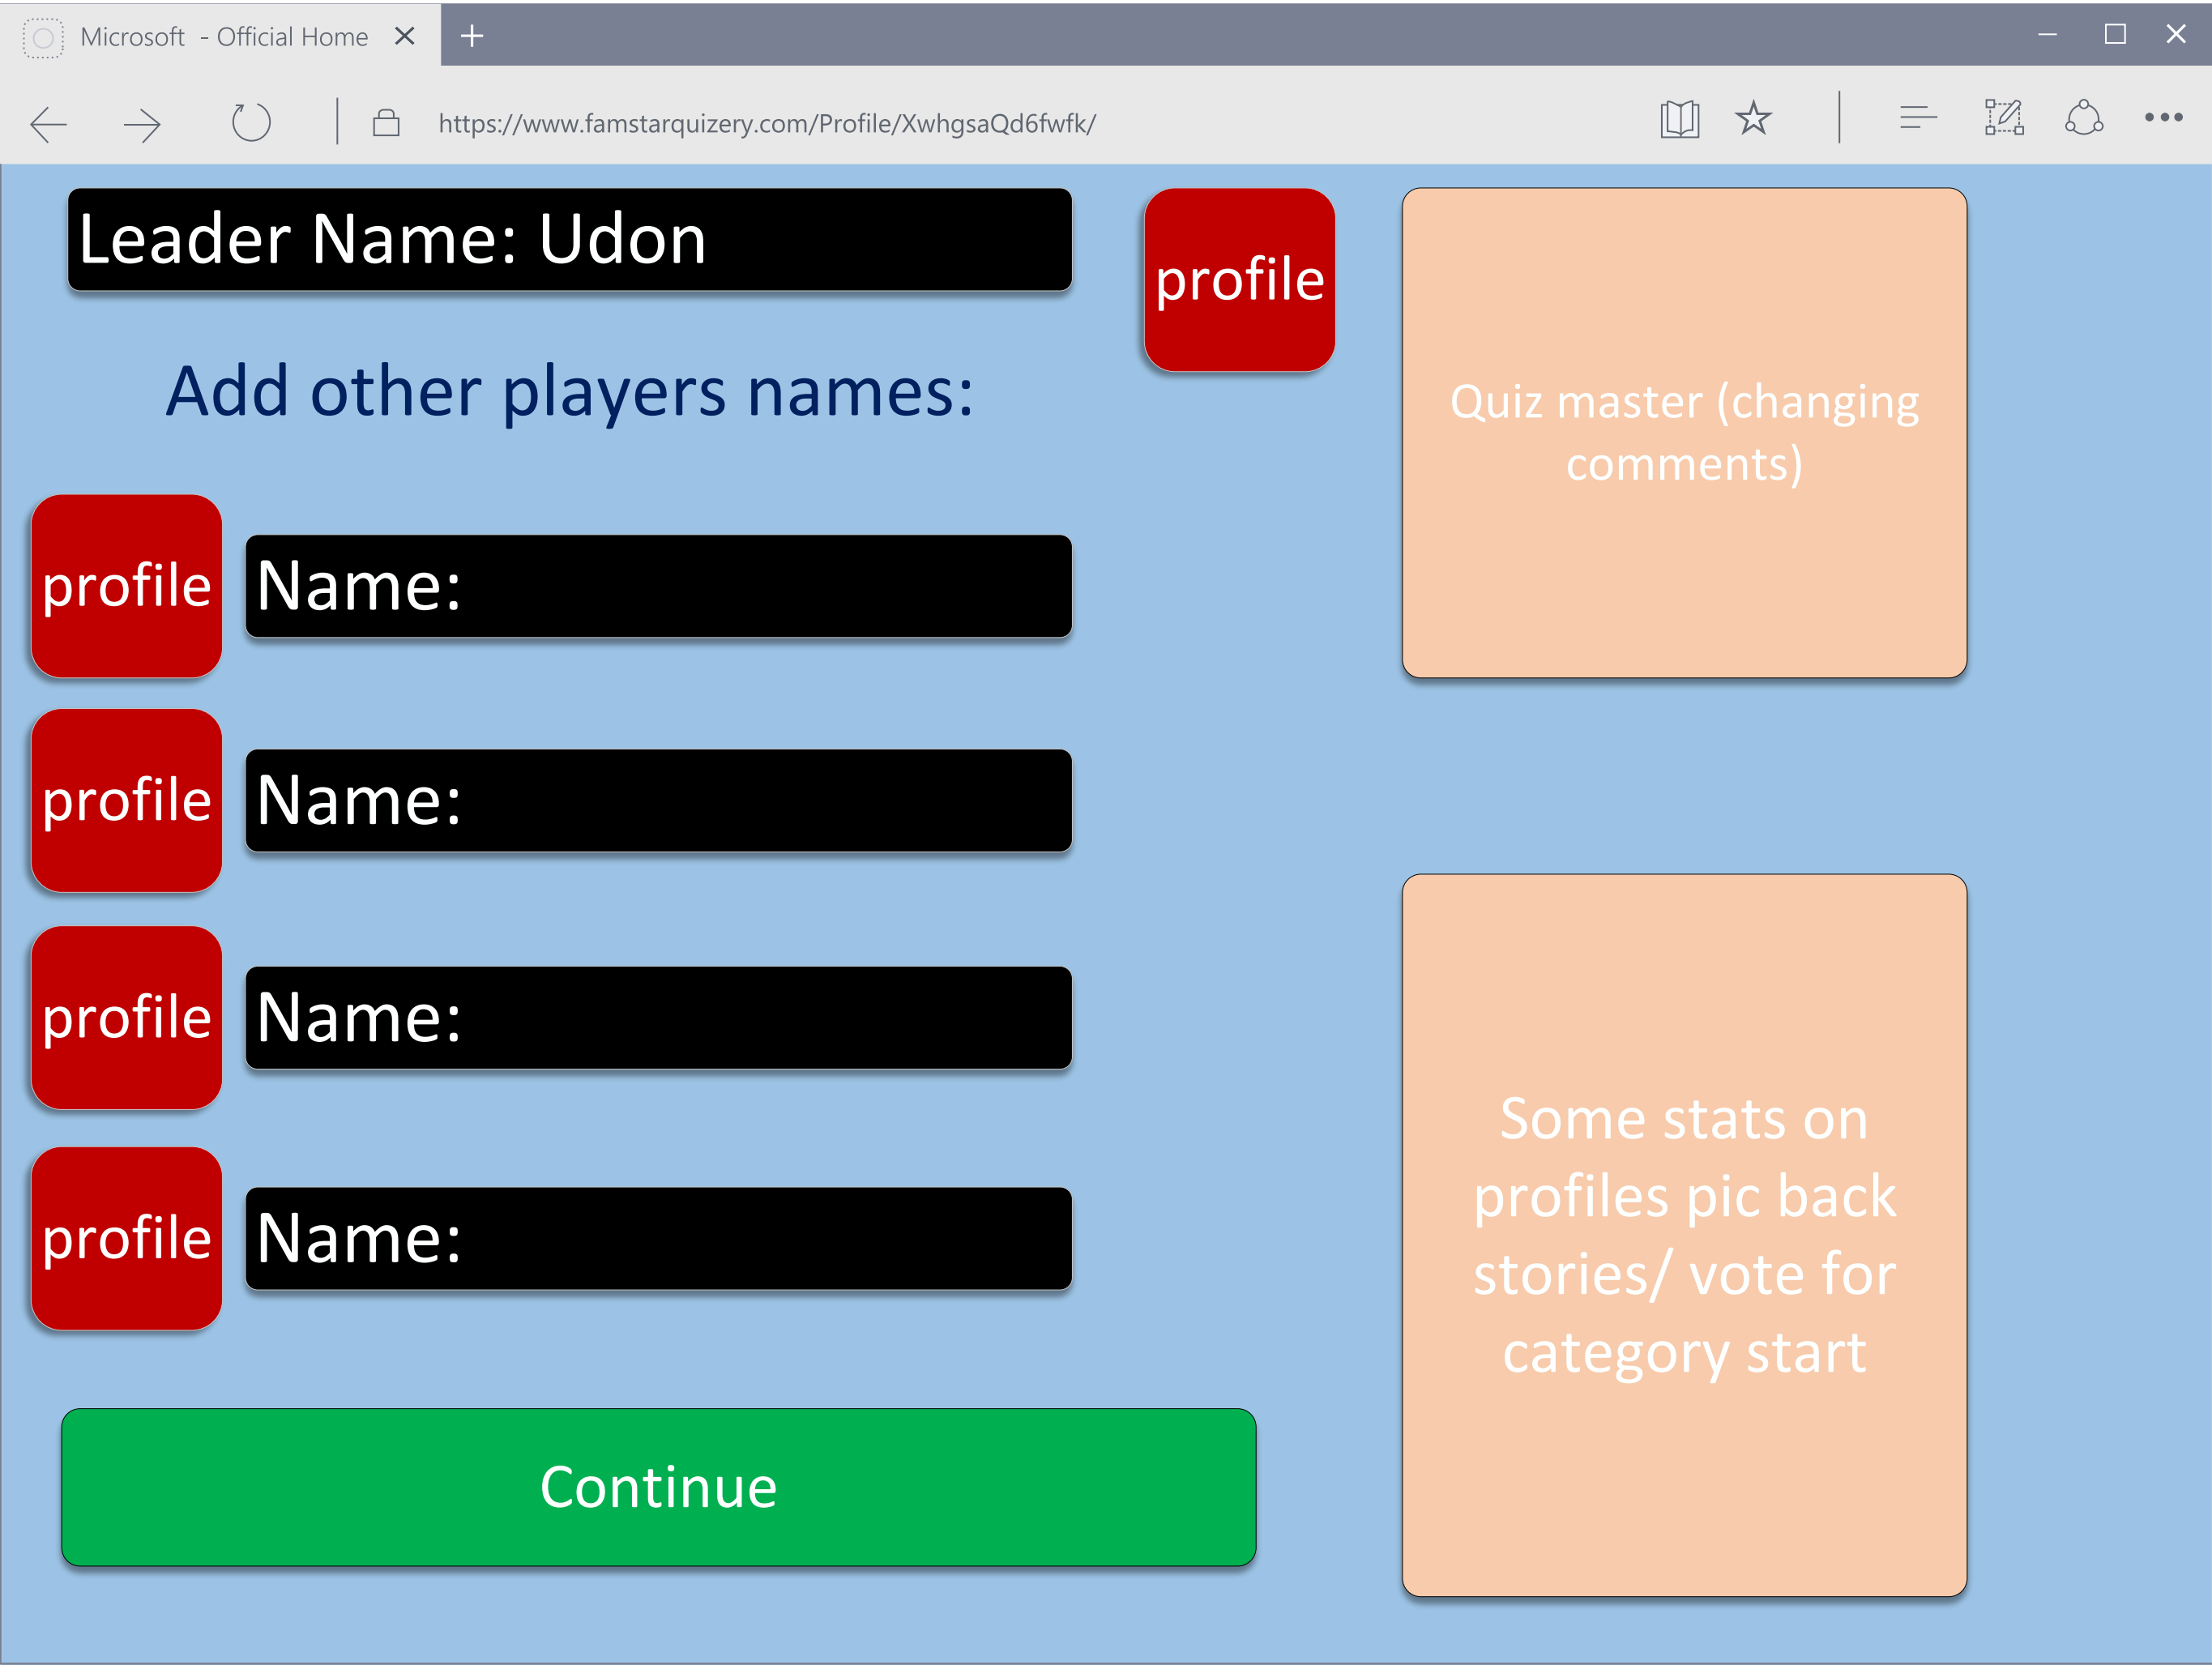 Microsoft - Official Home
https://www.famstarquizery.com/Profile/XwhgsaQd6fwfk/
Leader Name: Udon
profile
Add other players names:
profile
Name:
profile
Name:
profile
Name:
profile
Name:
Continue
Quiz master (changing
comments)
Some stats on
profiles pic back
stories/ vote for
category start